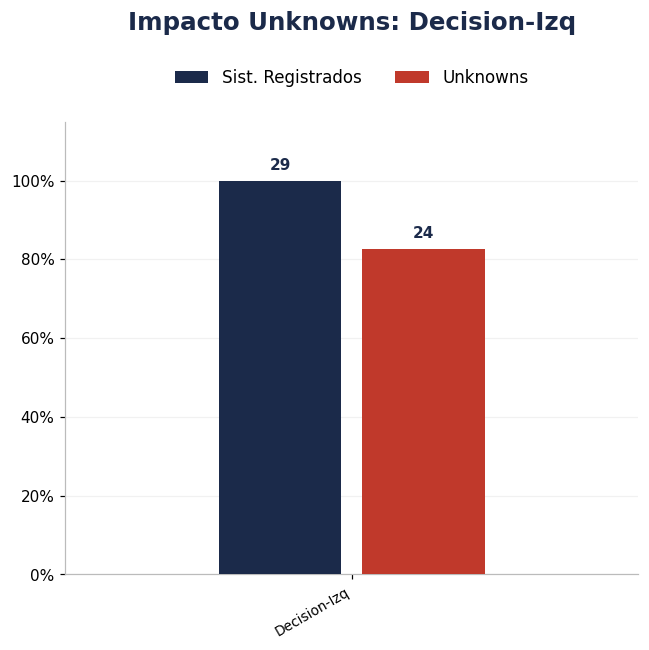 Impacto Unknowns: Decision-Izq
Sist. Registrados Unknowns
29
24
100%
80%
60%
40%
20%
0%
Decision-Izq